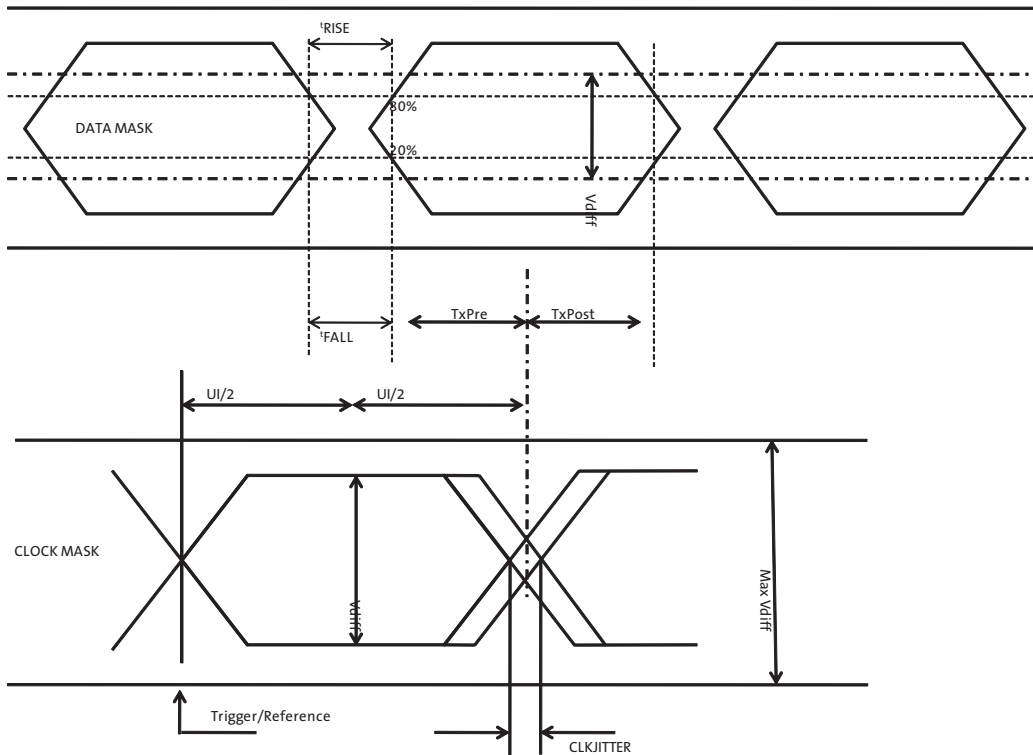 tRISE
80%
DATA MASK
20%
Vdiff
TxPre
TxPost
tFALL
UI/2
UI/2
CLOCK MASK
Vdiff
Max Vdiff
Trigger/Reference
CLKJITTER